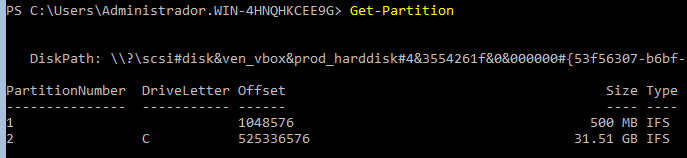 PS C:\Users\Administrador.WIN-4HNQHKCEE9G> Get-Partition
DiskPath: \\?\scsi#disk&ven_vbox&prod_harddisk#4&3554261f&0&000000#{53f56307-b6bf-
PartitionNumber DriveLetter Offset Size Type
--------------- ----------- ------ ---- ----
1 1048576 500 MB IFS
2 C 525336576 31.51 GB IFS